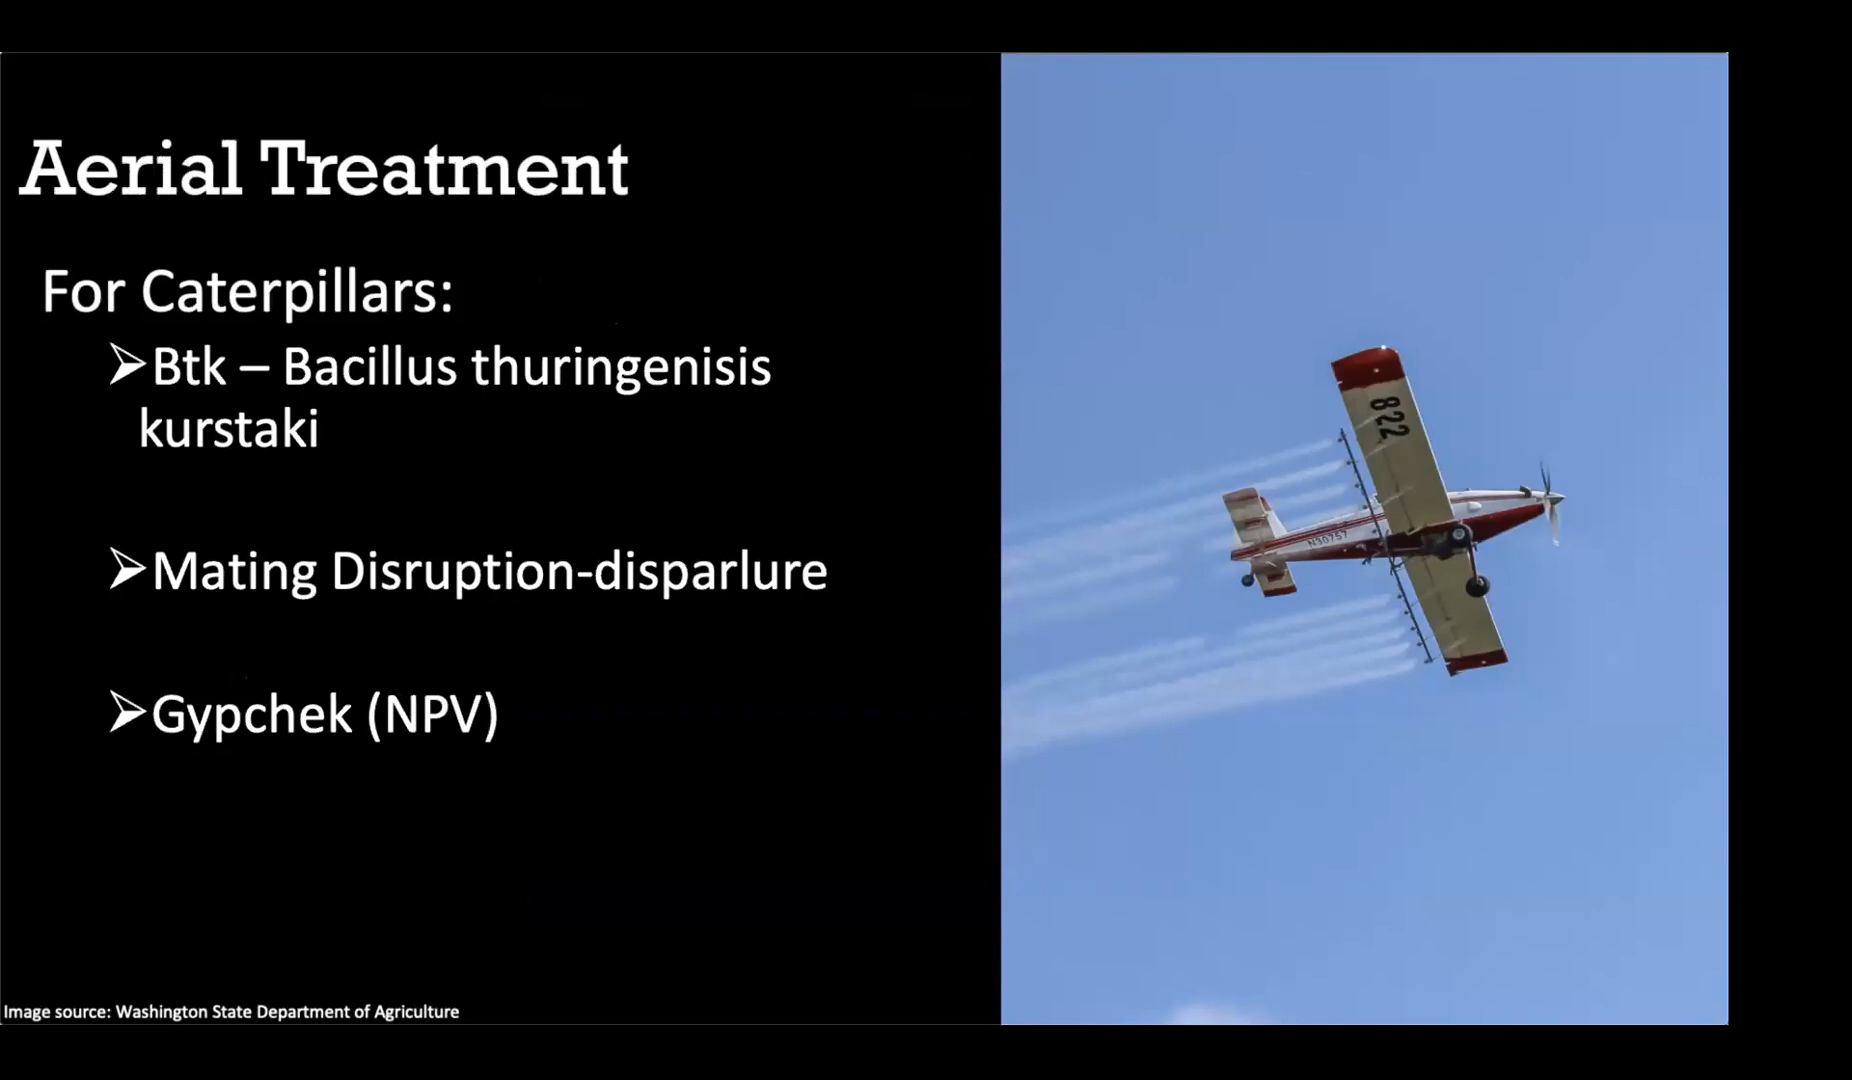 Aerial Treatment
For Caterpillars:
➢Btk – Bacillus thuringenisis
kurstaki
➢Mating Disruption-disparlure
➢Gypchek (NPV)
822
N30757
Image source: Washington State Department of Agriculture